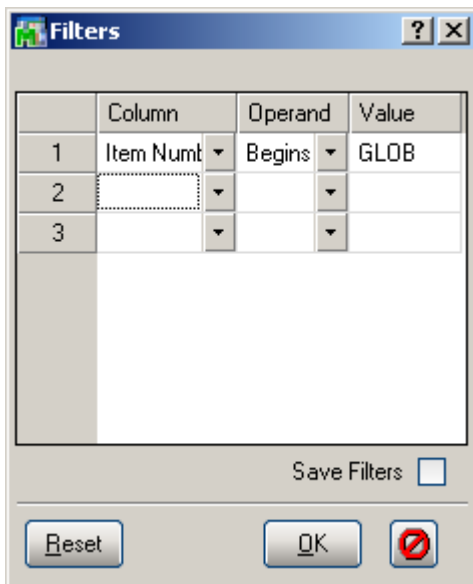 Filters
Column Operand Value
1 Item Numb Begins GLOB
2
3
Save Filters
Reset OK